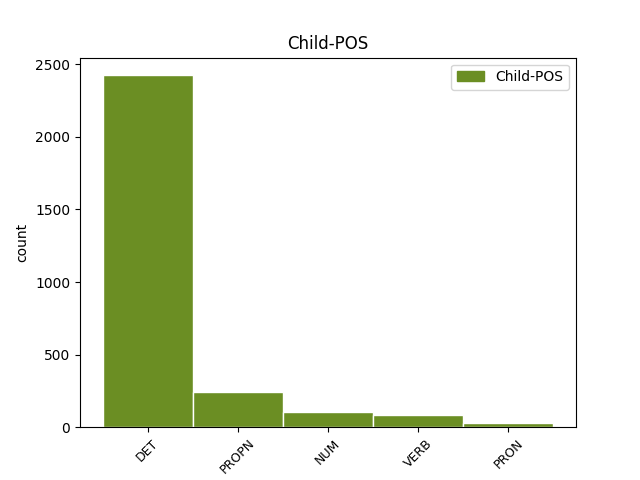 Child-POS
Child-POS
2500
2000
1500
1000
500
0
count
DET
PROPN
NUM
VERB
PRON